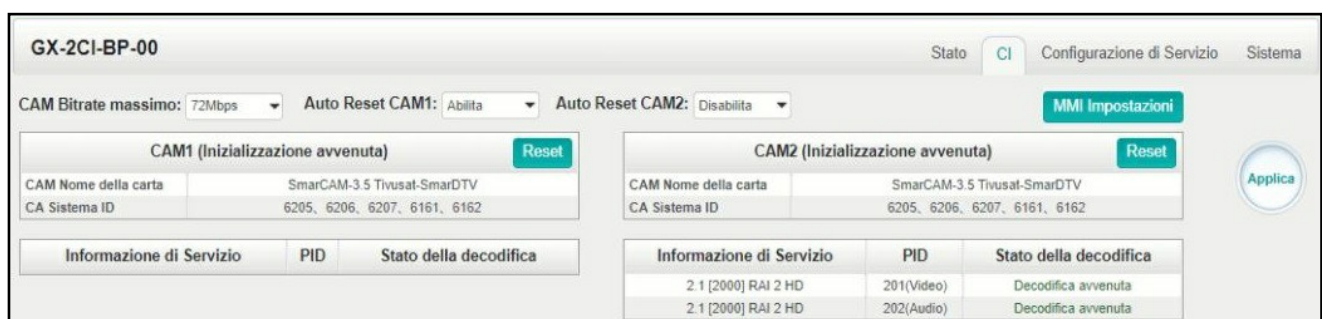 GX-2CI-BP-00
Stato CI Configurazione di Servizio Sistema
CAM Bitrate massimo: 72Mbps Auto Reset CAM1: Abilita Auto Reset CAM2: Disabilita MMI Impostazioni
CAM1 (Inizializzazione avvenuta) Reset
CAM Nome della carta SmarCAM-3.5 Tivusat-SmarDTV
CA Sistema ID 6205、6206、6207、6161、6162
Informazione di Servizio PID Stato della decodifica
CAM2 (Inizializzazione avvenuta) Reset
CAM Nome della carta SmarCAM-3.5 Tivusat-SmarDTV
CA Sistema ID 6205、6206、6207、6161、6162
Informazione di Servizio PID Stato della decodifica
2.1 [2000] RAI 2 HD 201(Video) Decodifica avvenuta
2.1 [2000] RAI 2 HD 202(Audio) Decodifica avvenuta
Applica